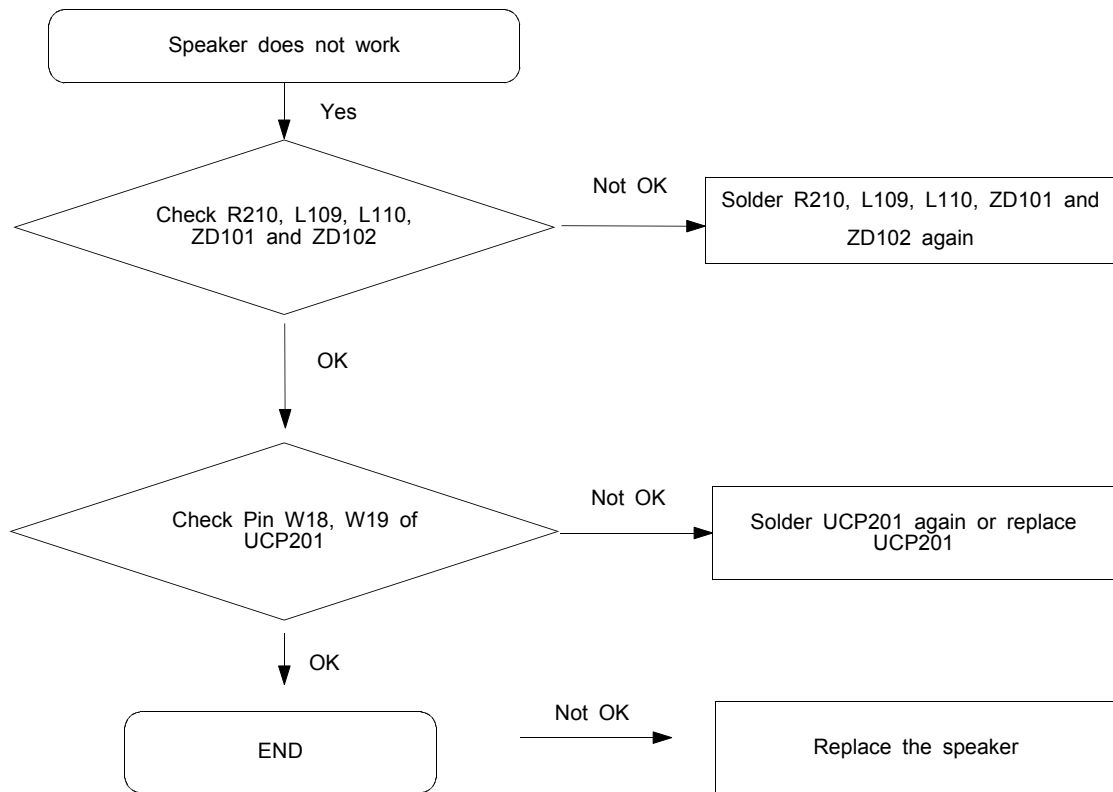 Speaker does not work
Yes
Check R210, L109, L110,
ZD101 and ZD102
Not OK
Solder R210, L109, L110, ZD101 and
ZD102 again
OK
Check Pin W18, W19 of
UCP201
Not OK
Solder UCP201 again or replace
UCP201
OK
END
Not OK
Replace the speaker